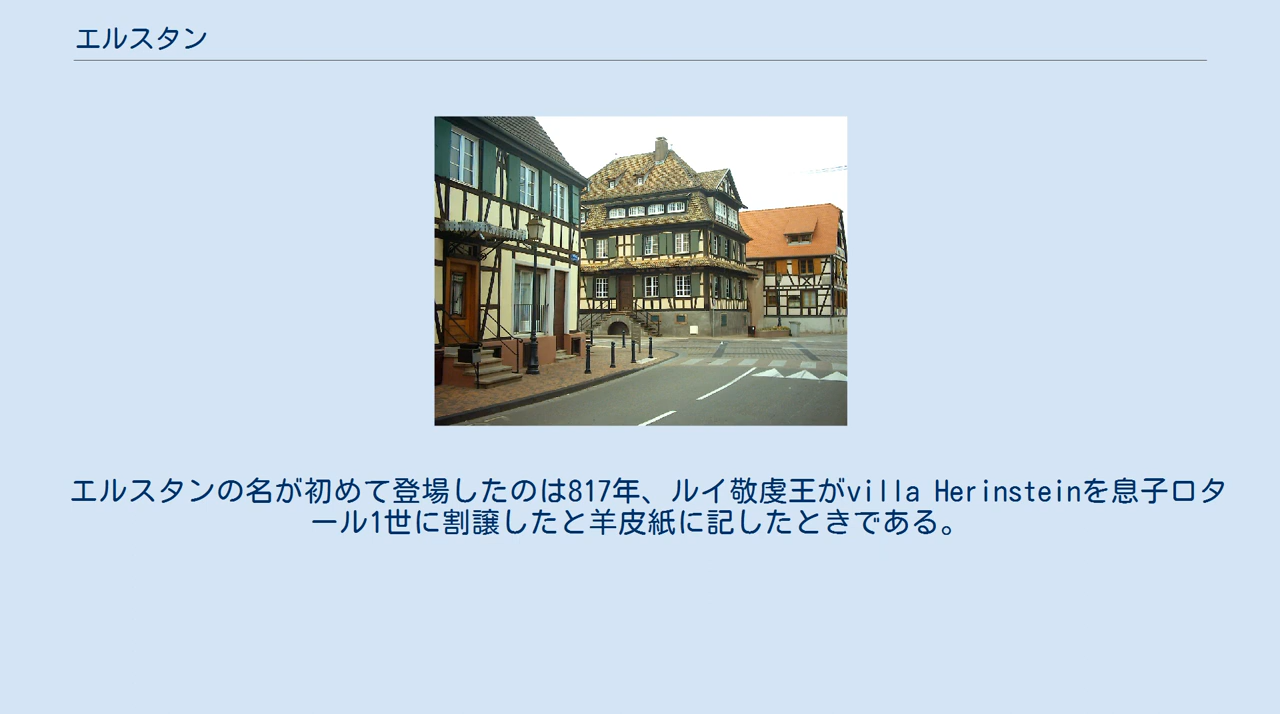 エルスタン
エルスタンの名が初めて登場したのは817年、ルイ敬虔王がvilla Herinsteinを息子ロタ
ール1世に割譲したと羊皮紙に記したときである。